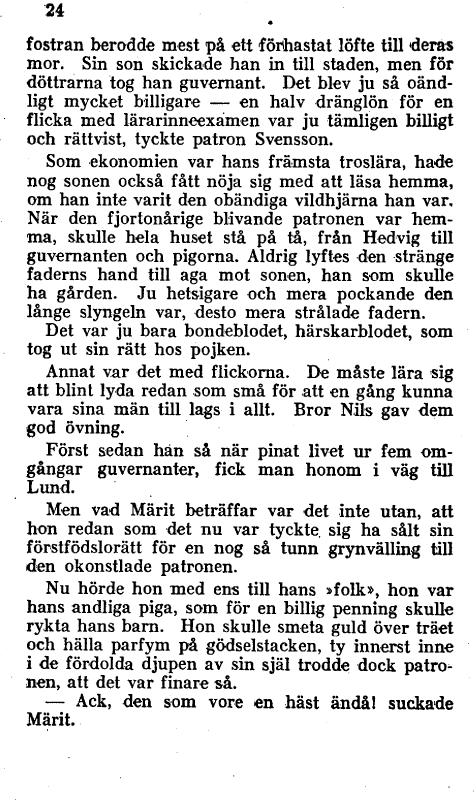 24
fostran berodde mest på ett förhastat löfte till deras
mor. Sin son skickade han in till staden, men för
döttrarna tog han guvernant. Det blev ju så oänd-
ligt mycket billigare — en halv dränglön för en
flicka med lärarinneexamen var ju tämligen billigt
och rättvist, tyckte patron Svensson.
Som ekonomien var hans främsta troslära, hade
nog sonen också fått nöja sig med att läsa hemma,
om han inte varit den obändiga vildhjärna han var.
När den fjortonårige blivande patronen var hem-
ma, skulle hela huset stå på tå, från Hedvig till
guvernanten och pigorna. Aldrig lyftes den stränge
faderns hand till aga mot sonen, han som skulle
ha gården. Ju hetsigare och mera pockande den
långe slyngeln var, desto mera strålade fadern.
Det var ju bara bondeblodet, härskarblodet, som
tog ut sin rätt hos pojken.
Annat var det med flickorna. De måste lära sig
att blint lyda redan som små för att en gång kunna
vara sina män till lags i allt. Bror Nils gav dem
god övning.
Först sedan han så när pinat livet ur fem om-
gångar guvernanter, fick man honom i väg till
Lund.
Men vad Märit beträffar var det inte utan, att
hon redan som det nu var tyckte sig ha sålt sin
förstfödslorätt för en nog så tunn grynvälling till
den okonstlade patronen.
Nu hörde hon med ens till hans »folk», hon var
hans andliga piga, som för en billig penning skulle
rykta hans barn. Hon skulle smeta guld över träet
och hälla parfym på gödselstacken, ty innerst inne
i de fördolda djupen av sin själ trodde dock patro-
nen, att det var finare så.
— Ack, den som vore en häst ändå! suckade
Märit.